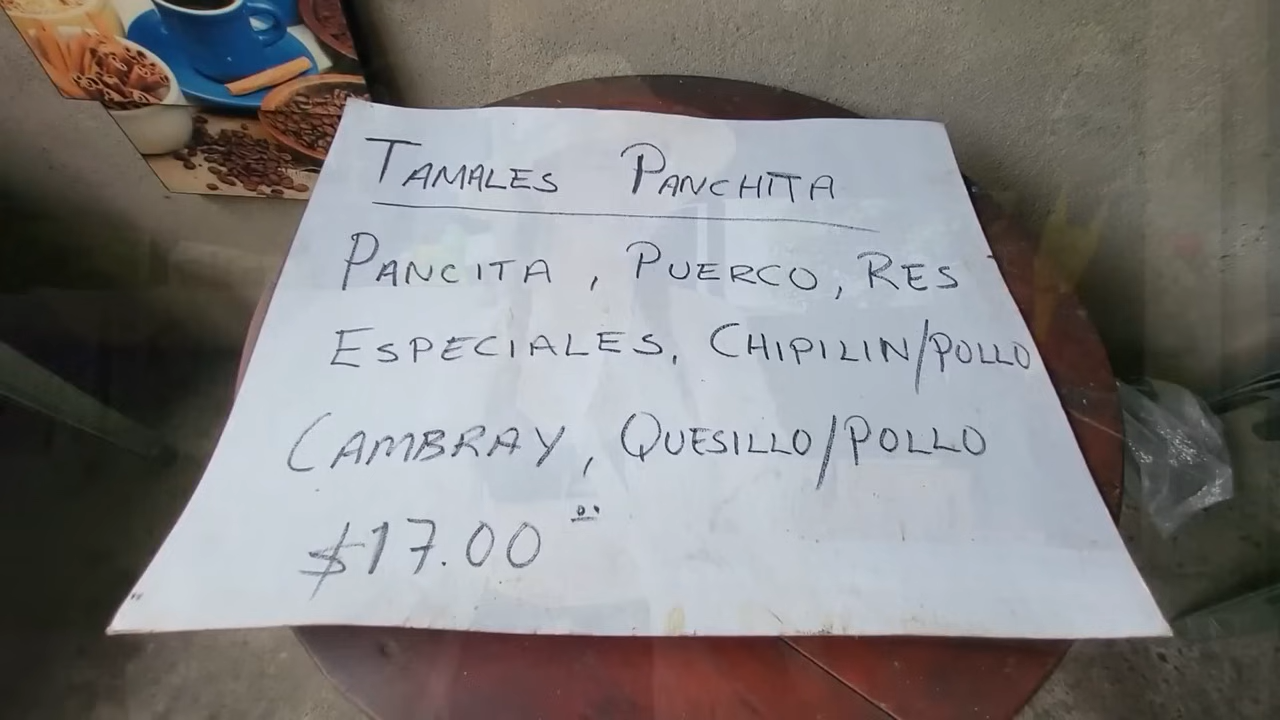 TAMALES PANCHITA
PANCITA, PUERCO, RES
ESPECIALES, CHIPILIN/POLLO
CAMBRAY, QUESILLO/POLLO
$17.00